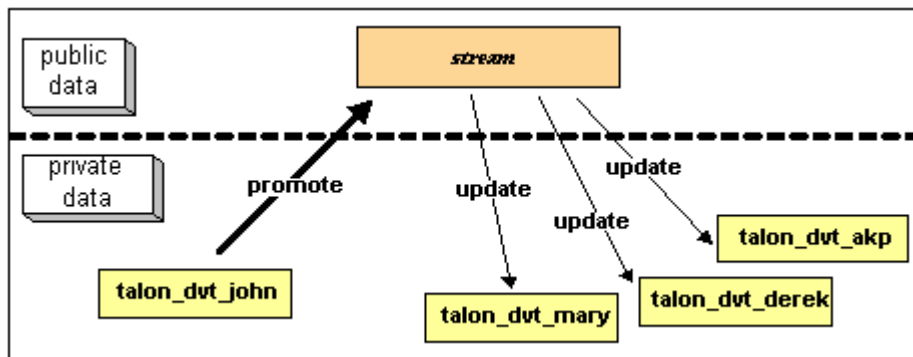 public
data
stream
private
data
promote
update
update
update
talon_dvt_akp
talon_dvt_john
talon_dvt_mary
talon_dvt_derek